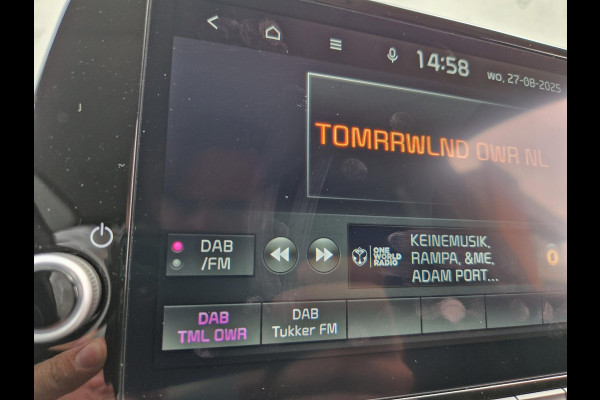 14:58
wo, 27-08-2025
TOMRRWLND OWR NL
DAB
/FM
ONE
WORLD
RADIO
KEINEMUSIK,
RAMPA, &ME,
ADAM PORT...
DAB
TML OWR
DAB
Tukker FM